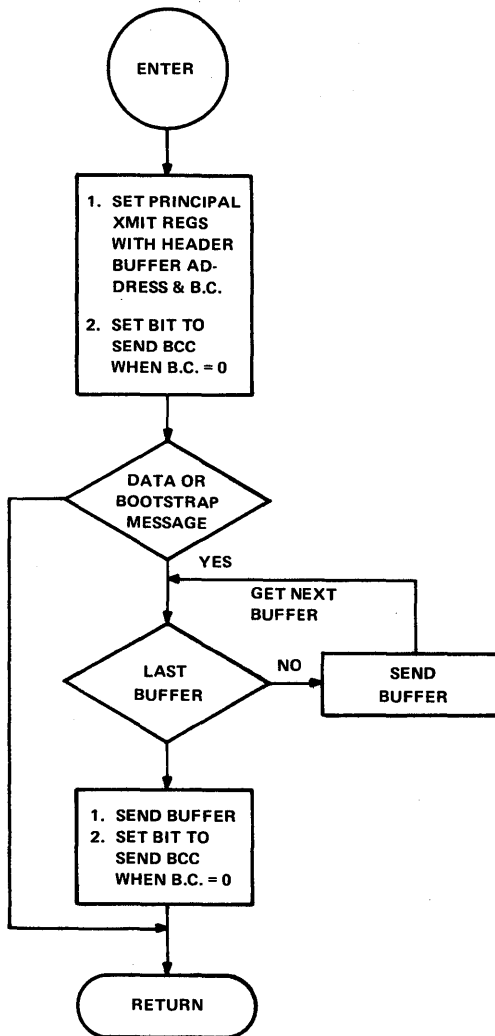 ENTER
1. SET PRINCIPAL
XMIT REGS
WITH HEADER
BUFFER AD-
DRESS & B.C.
2. SET BIT TO
SEND BCC
WHEN B.C. = 0
DATA OR
BOOTSTRAP
MESSAGE
YES
GET NEXT
BUFFER
LAST
BUFFER
NO
SEND
BUFFER
1. SEND BUFFER
2. SET BIT TO
SEND BCC
WHEN B.C. = 0
RETURN